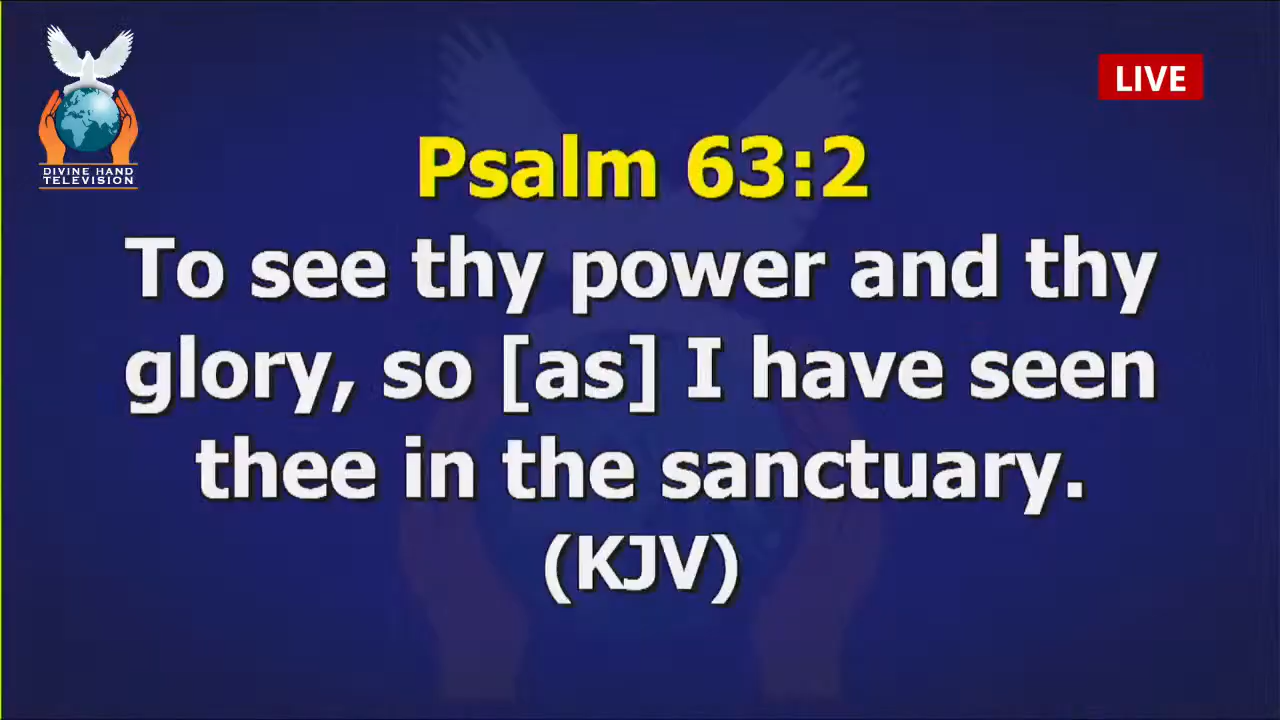 DIVINE HAND
TELEVISION
LIVE
Psalm 63:2
To see thy power and thy
glory, so [as] I have seen
thee in the sanctuary.
(KJV)